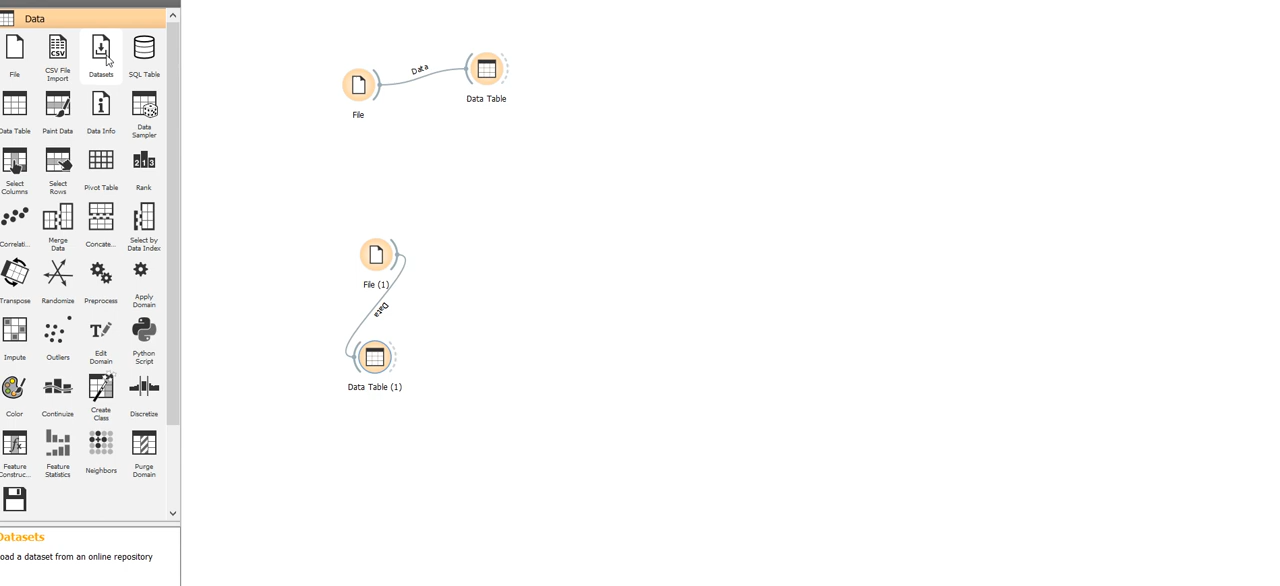 Data
File
CSV File
Import
Datasets
SQL Table
Data Table
Paint Data
Data Info
Data
Sampler
Select
Columns
Select
Rows
Pivot Table
Rank
Correlati...
Merge
Data
Concate...
Select by
Data Index
Transpose
Randomize
Preprocess
Apply
Domain
Impute
Outliers
Edit
Domain
Python
Script
Color
Continuize
Create
Class
Discretize
Feature
Construc...
Feature
Statistics
Neighbors
Purge
Domain
Datasets
oad a dataset from an online repository
Data
File
Data Table
File (1)
Data
Data Table (1)